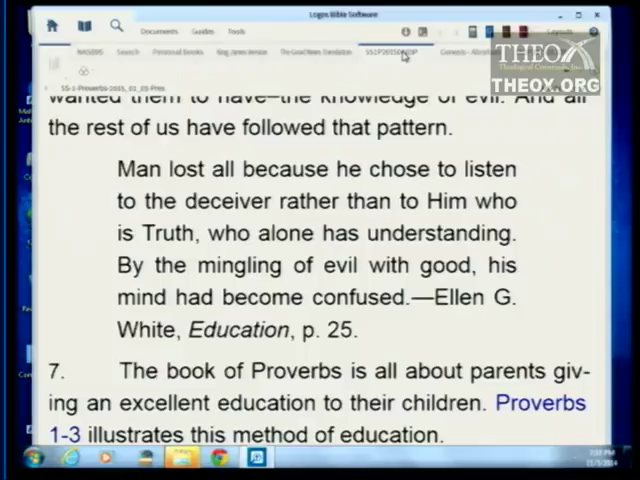 Logos Bible Software
Documents Guides Tools Layouts
NASB95 Search Personal Books King James Version The Good News Translation
THEOX
THEOX.ORG
wanted them to have—the knowledge of evil. And all
the rest of us have followed that pattern.
Man lost all because he chose to listen
to the deceiver rather than to Him who
is Truth, who alone has understanding.
By the mingling of evil with good, his
mind had become confused.—Ellen G.
White, Education, p. 25.
7. The book of Proverbs is all about parents giv-
ing an excellent education to their children. Proverbs
1-3 illustrates this method of education.